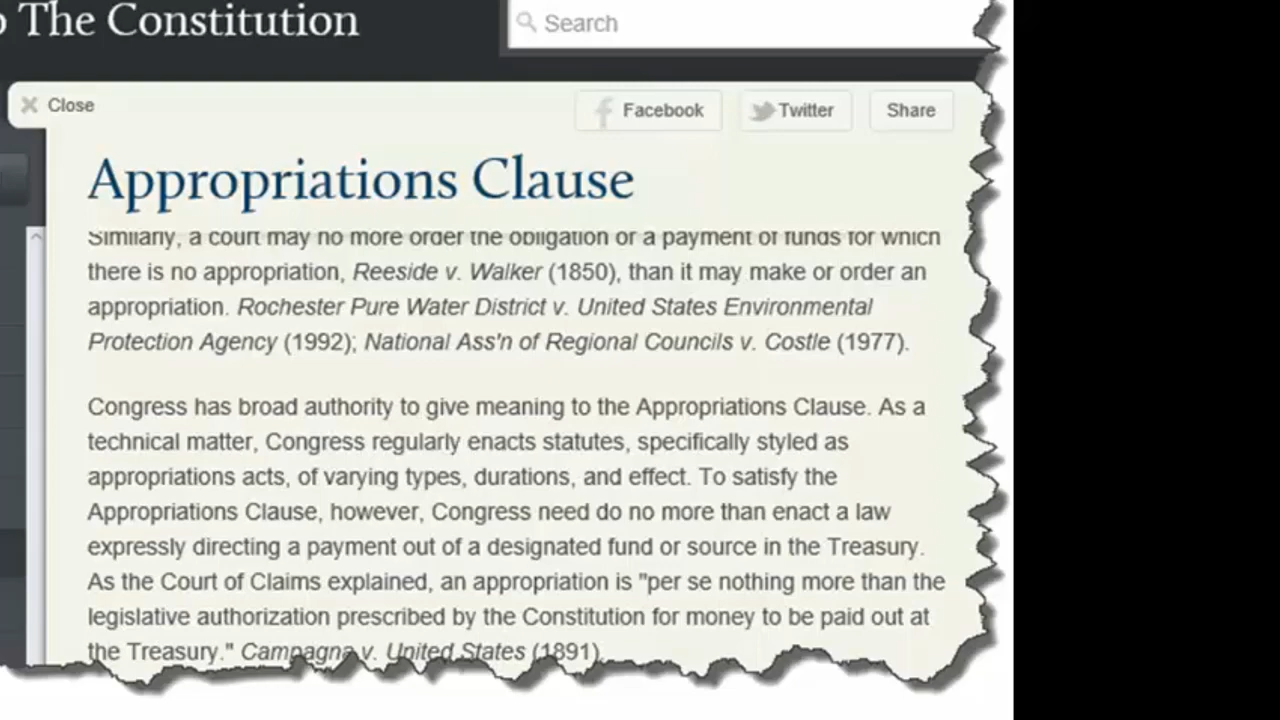 The Constitution
Search
Close
Facebook
Twitter
Share
Appropriations Clause
Similarly, a court may no more order the obligation or a payment of funds for which
there is no appropriation, Reeside v. Walker (1850), than it may make or order an
appropriation. Rochester Pure Water District v. United States Environmental
Protection Agency (1992); National Ass'n of Regional Councils v. Costle (1977).
Congress has broad authority to give meaning to the Appropriations Clause. As a
technical matter, Congress regularly enacts statutes, specifically styled as
appropriations acts, of varying types, durations, and effect. To satisfy the
Appropriations Clause, however, Congress need do no more than enact a law
expressly directing a payment out of a designated fund or source in the Treasury.
As the Court of Claims explained, an appropriation is "per se nothing more than the
legislative authorization prescribed by the Constitution for money to be paid out at
the Treasury." Campagna v. United States (1891).